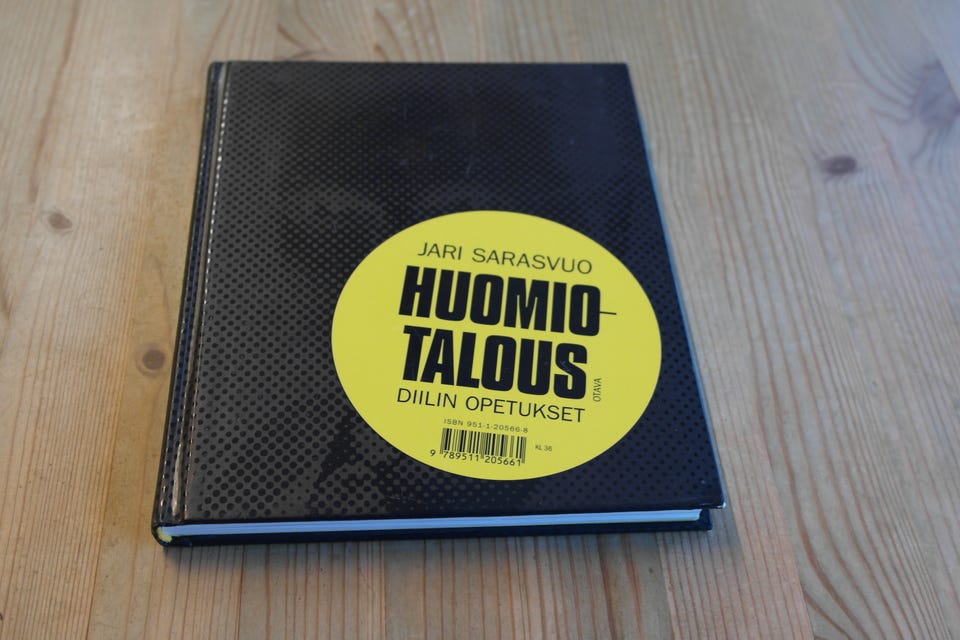 JARI SARASVUO
HUOMIO-
TALOUS
OTAVA
DIILIN OPETUKSET
ISBN 951-1-20566-8
KL 36
9 789511 205661